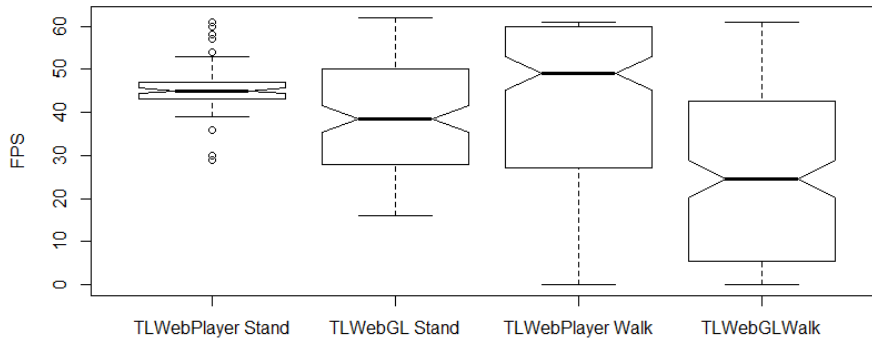 FPS
60
50
40
30
20
10
0
TLWebPlayer Stand
TLWebGL Stand
TLWebPlayer Walk
TLWebGLWalk